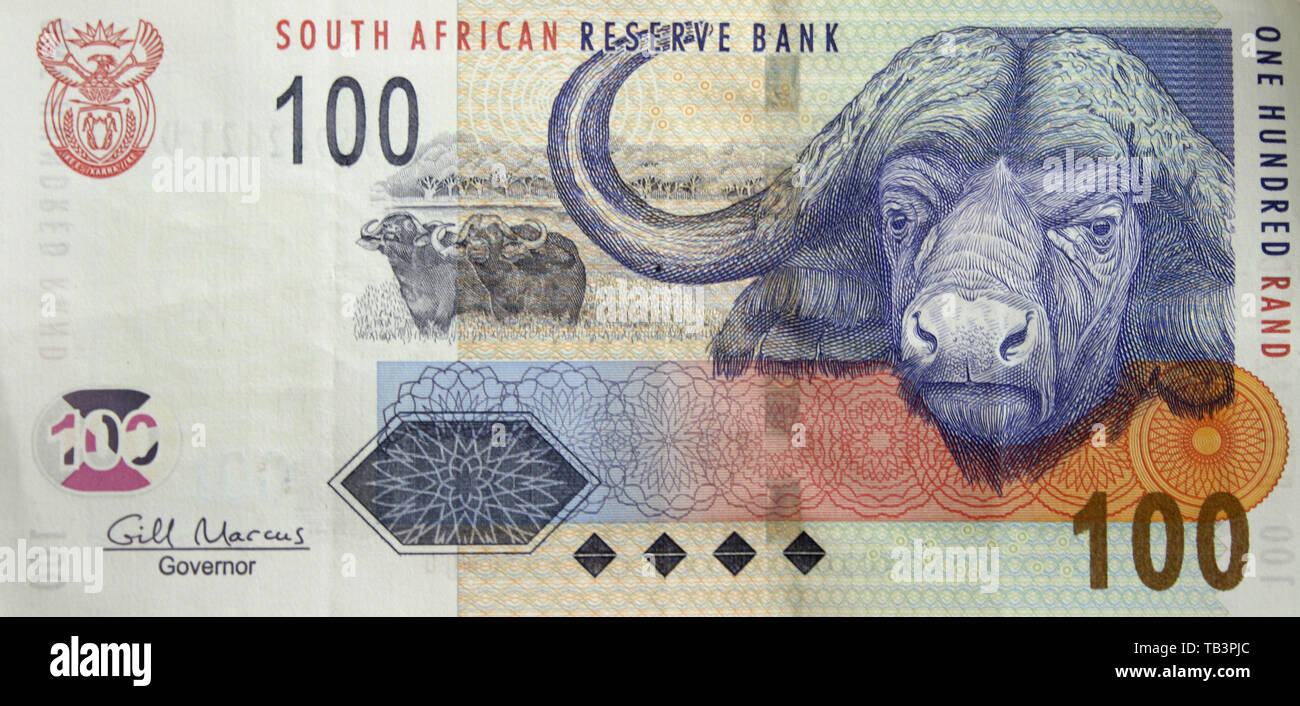 SOUTH AFRICAN RESERVE BANK
100
ONE HUNDRED RAND
100
Gill Marcus
Governor
100
alamy
Image ID: TB3PJC
www.alamy.com